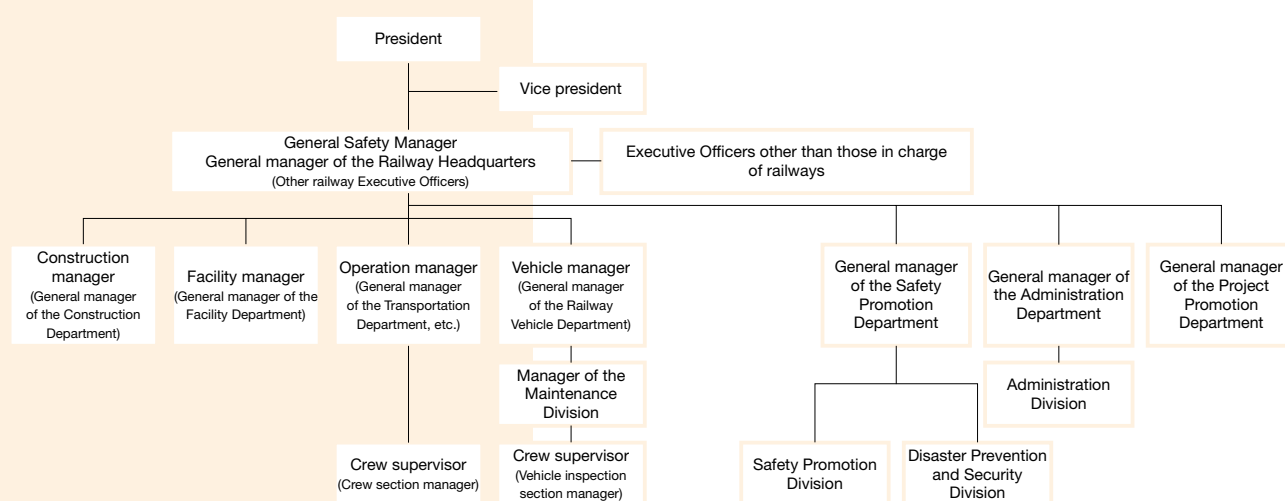 President
Vice president
General Safety Manager
General manager of the Railway Headquarters
(Other railway Executive Officers)
Executive Officers other than those in charge
of railways
Construction
manager
(General manager
of the Construction
Department)
Facility manager
(General manager of the
Facility Department)
Operation manager
(General manager
of the Transportation
Department, etc.)
Vehicle manager
(General manager
of the Railway
Vehicle Department)
General manager
of the Safety
Promotion
Department
General manager of
the Administration
Department
General manager
of the Project
Promotion
Department
Manager of the
Maintenance
Division
Administration
Division
Crew supervisor
(Crew section manager)
Crew supervisor
(Vehicle inspection
section manager)
Safety Promotion
Division
Disaster Prevention
and Security
Division